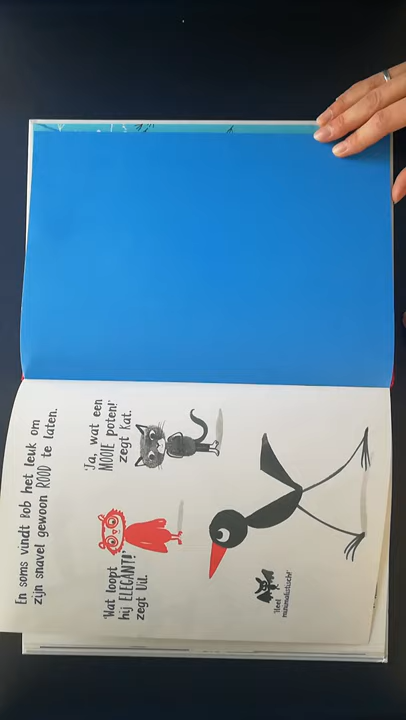 En soms vindt Bob het leuk om
zijn snavel gewoon ROOD te laten.
'Ja, wat een
MOOIE poten!'
zegt Kat.
'Wat loopt
hij ELEGANT!'
zegt Uil.
'Heel
minimalistisch!'